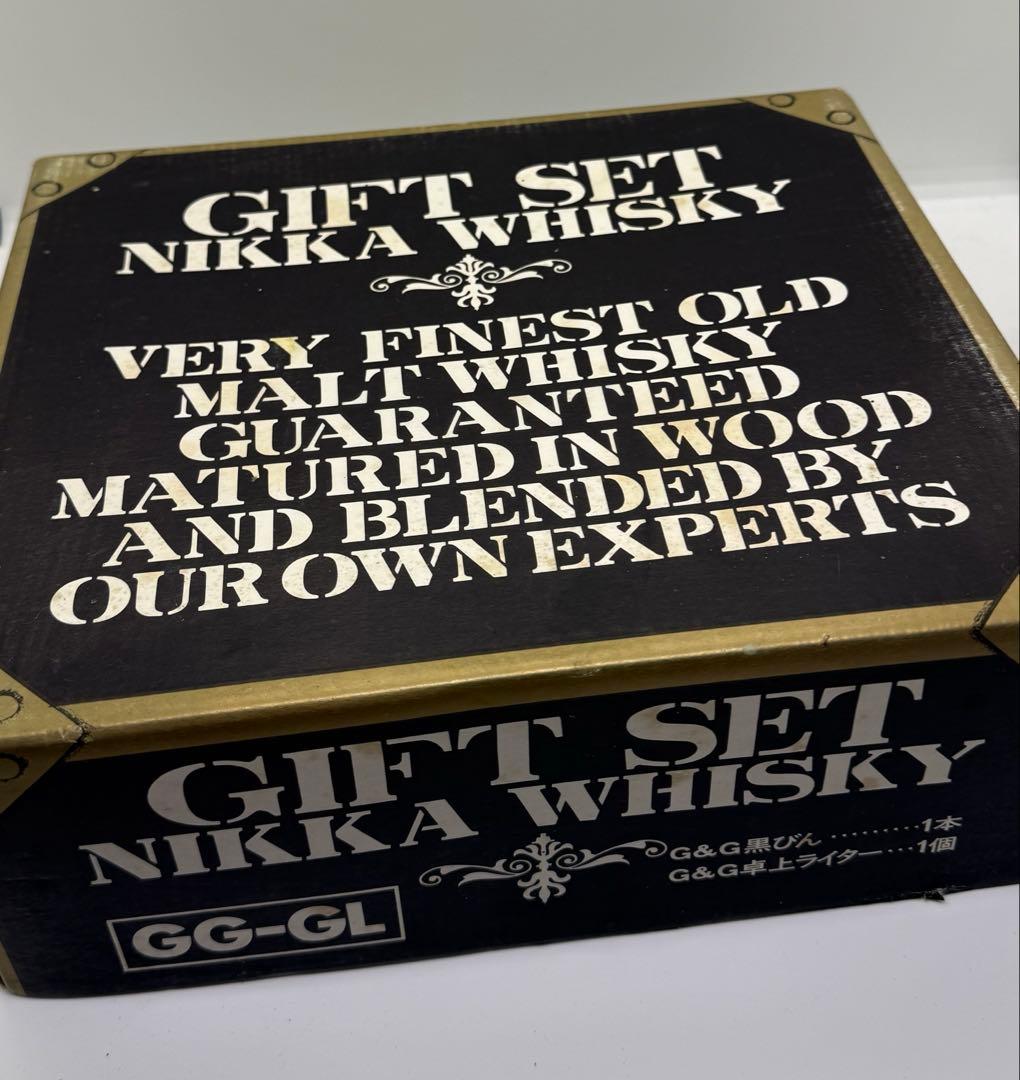 GIFT SET
NIKKA WHISKY
VERY FINEST OLD
MALT WHISKY
GUARANTEED
MATURED IN WOOD
AND BLENDED BY
OUR OWN EXPERTS
GIFT SET
NIKKA WHISKY
G&G黒びん ·········1本
G&G卓上ライター···1個
GG-GL